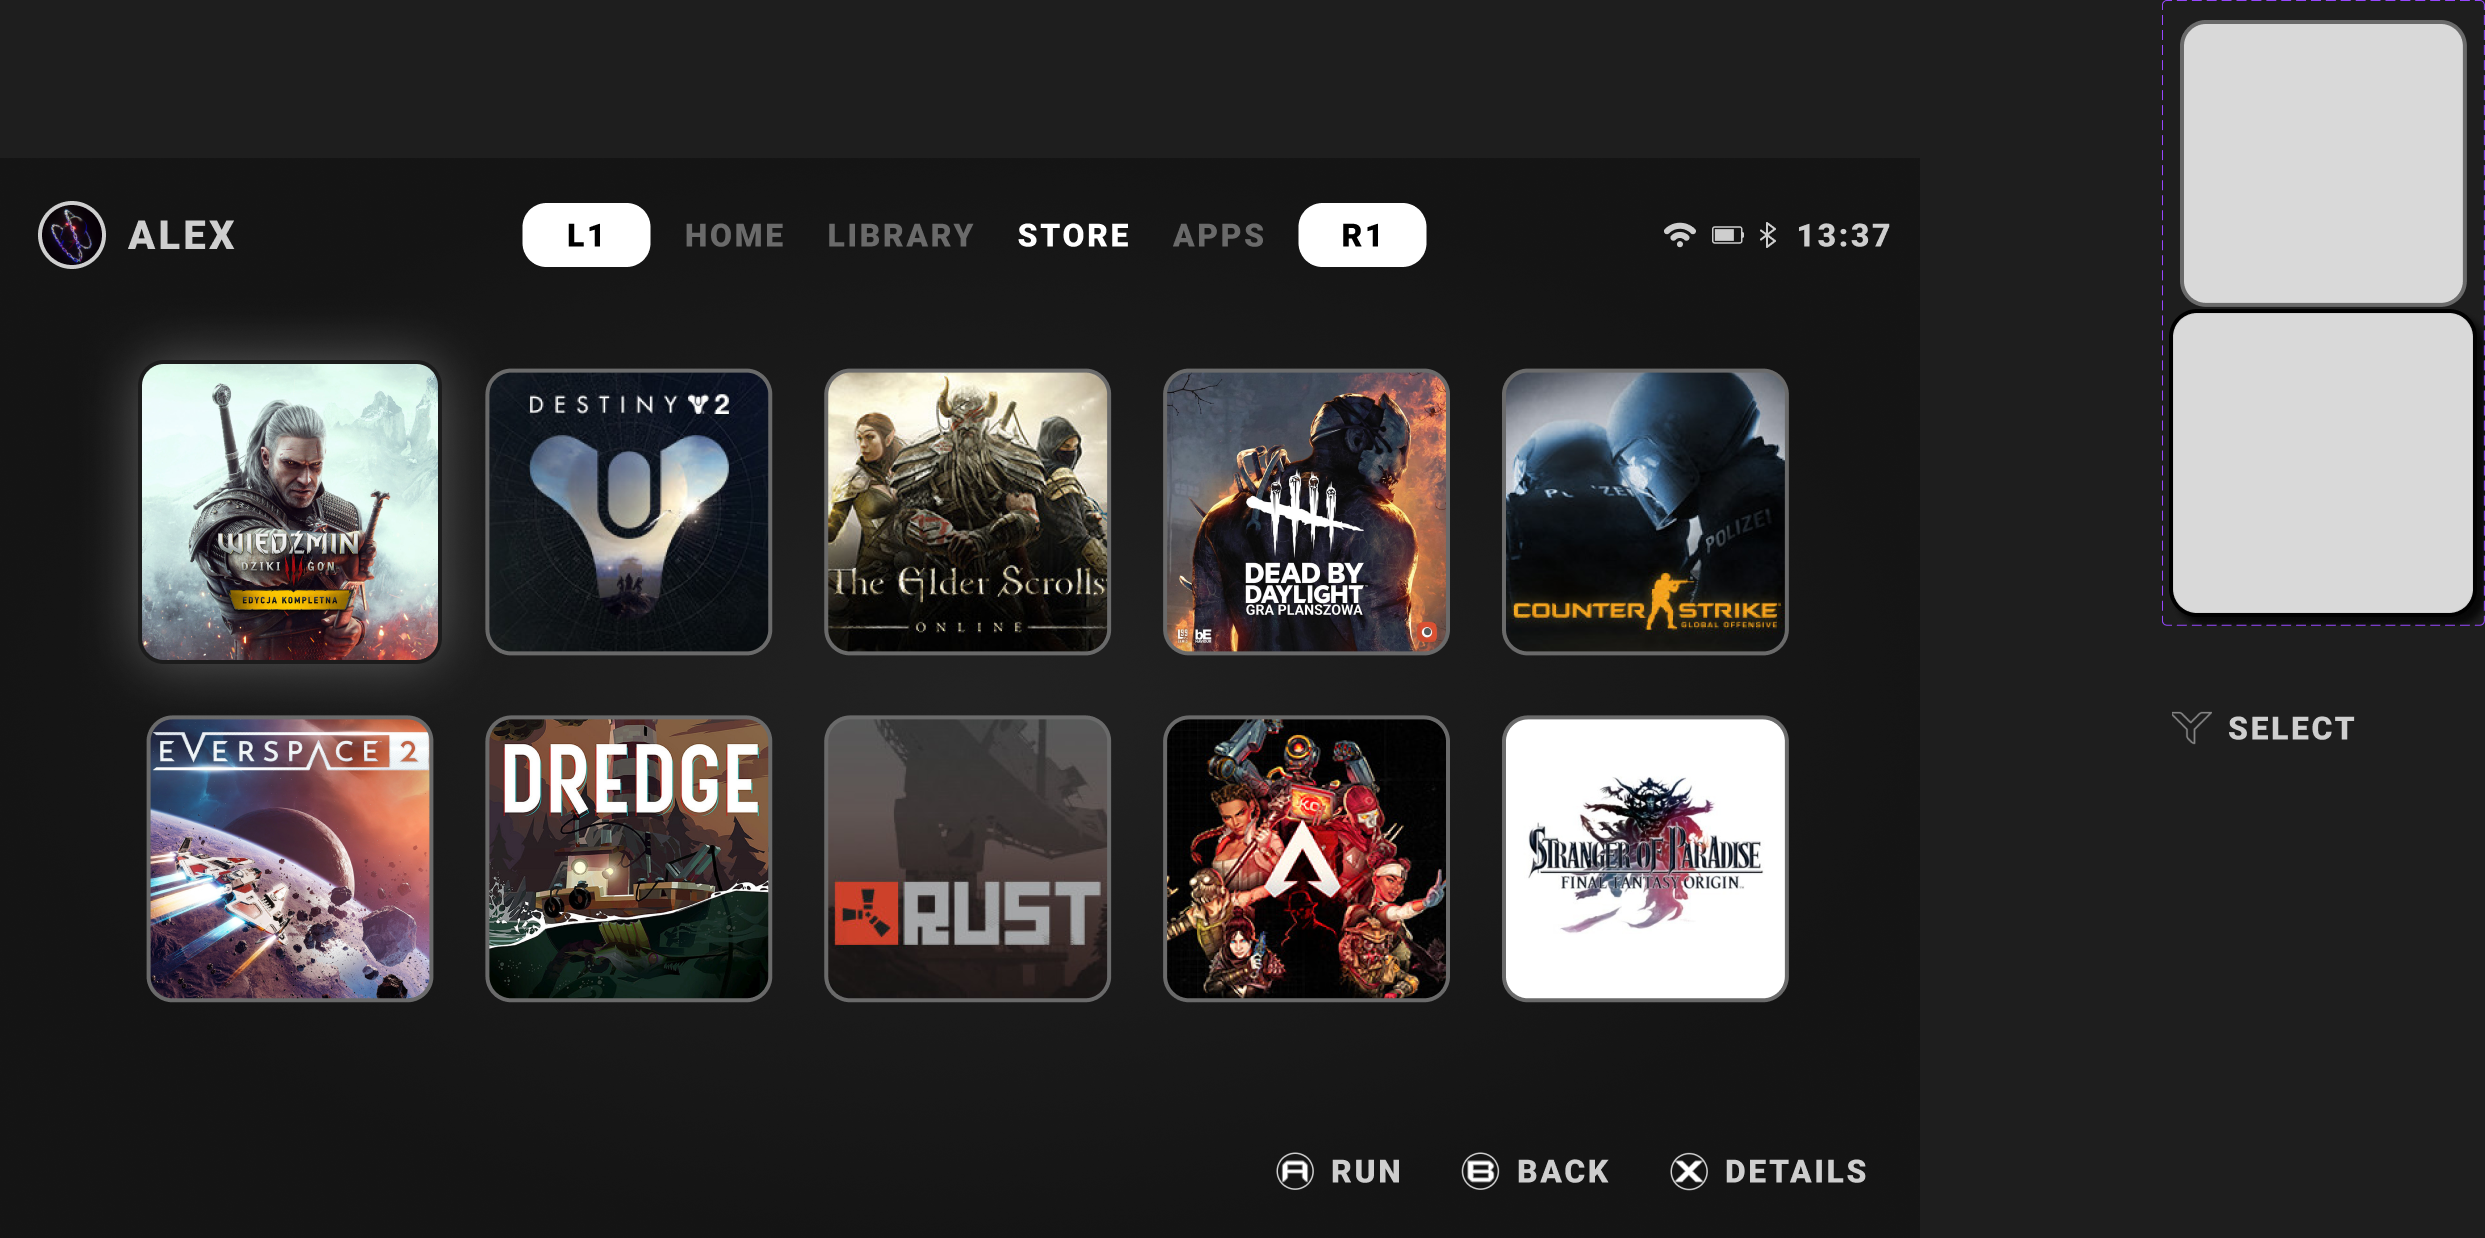 ALEX
L1 HOME LIBRARY STORE APPS R1
13:37
WIEDŹMIN
DZIKI GON
EDYCJA KOMPLETNA
DESTINY 2
The Elder Scrolls
ONLINE
DEAD BY
DAYLIGHT
GRA PLANSZOWA
bE
POLIZEI
COUNTER STRIKE
GLOBAL OFFENSIVE
SELECT
EVERSPACE 2
DREDGE
RUST
STRANGER OF PARADISE
FINAL FANTASY ORIGIN
A RUN
B BACK
X DETAILS